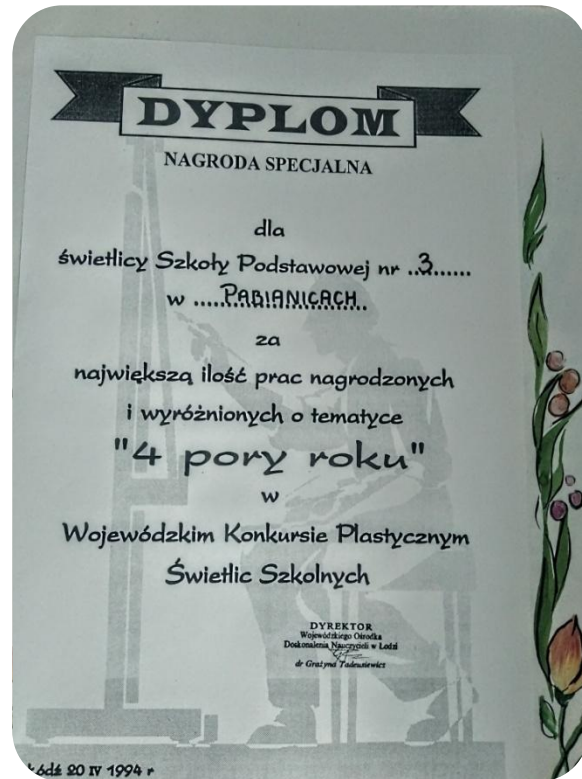 DYPLOM
NAGRODA SPECJALNA
dla
świetlicy Szkoły Podstawowej nr ..3......
w .....PABIANICACH..
za
największą ilość prac nagrodzonych
i wyróżnionych o tematyce
"4 pory roku"
w
Wojewódzkim Konkursie Plastycznym
Świetlic Szkolnych
DYREKTOR
Wojewódzkiego Ośrodka
Doskonalenia Nauczycieli w Łodzi
dr Grażyna Tadeusiewicz
Łódź 20 IV 1994 r